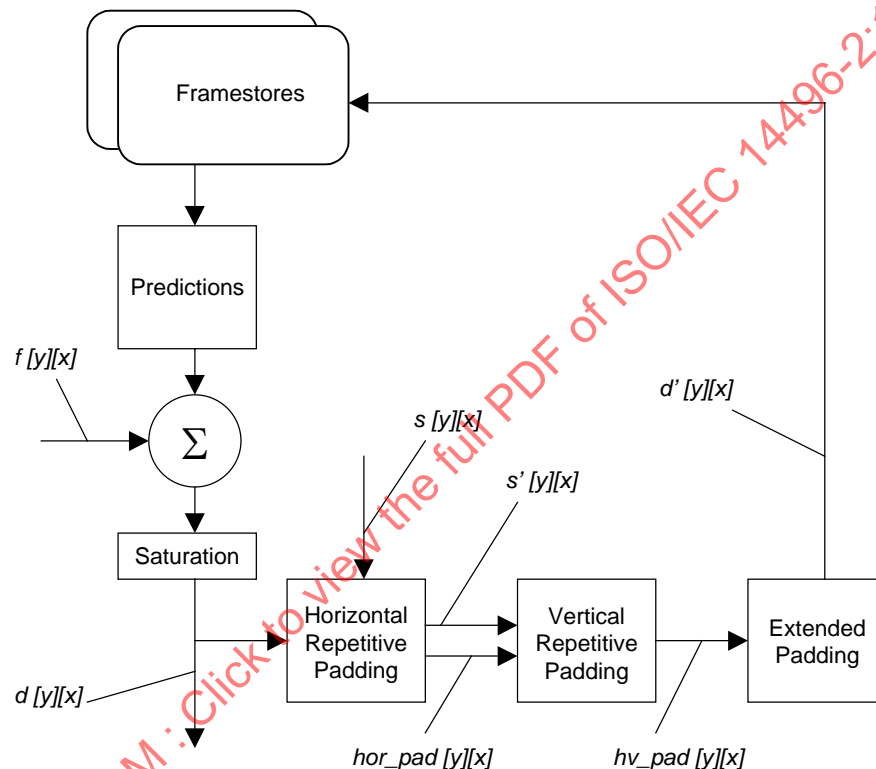 Framestores
Predictions
f [y][x]
Σ
s [y][x]
d’ [y][x]
s’ [y][x]
Saturation
Horizontal
Repetitive
Padding
Vertical
Repetitive
Padding
Extended
Padding
d [y][x]
hor_pad [y][x]
hv_pad [y][x]
M : Click to view the full PDF of ISO/IEC 14496-2: